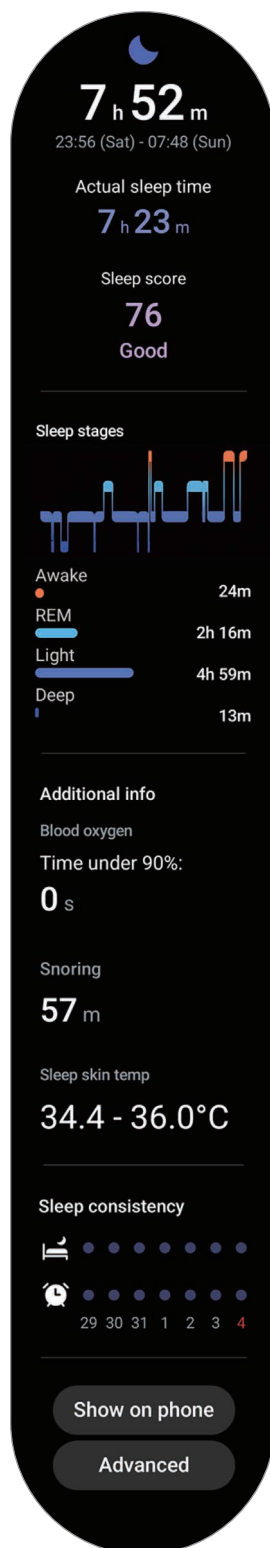 7 h 52 m
23:56 (Sat) - 07:48 (Sun)
Actual sleep time
7 h 23 m
Sleep score
76
Good
Sleep stages
Awake
24m
REM
2h 16m
Light
4h 59m
Deep
13m
Additional info
Blood oxygen
Time under 90%:
0 s
Snoring
57 m
Sleep skin temp
34.4 - 36.0°C
Sleep consistency
29 30 31 1 2 3 4
Show on phone
Advanced